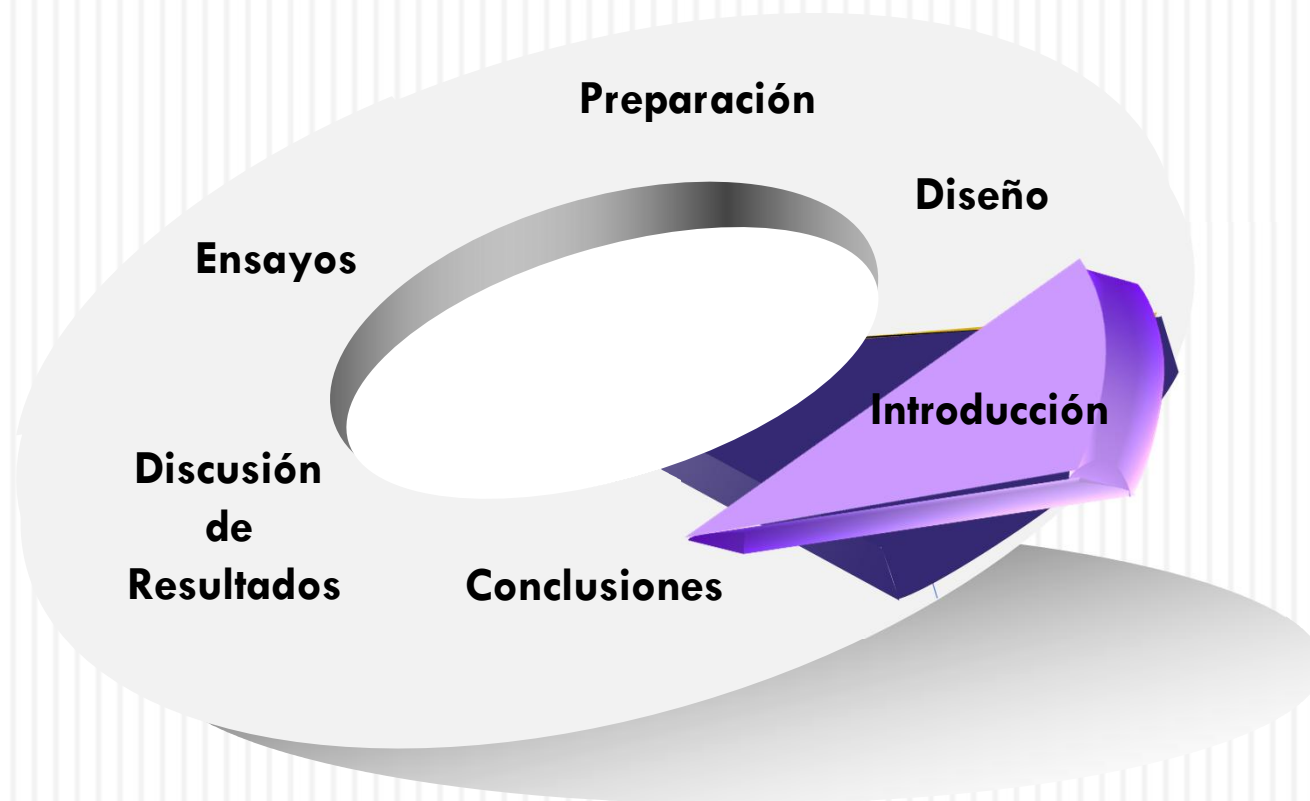 Preparación
Diseño
Ensayos
Introducción
Discusión
de
Resultados
Conclusiones